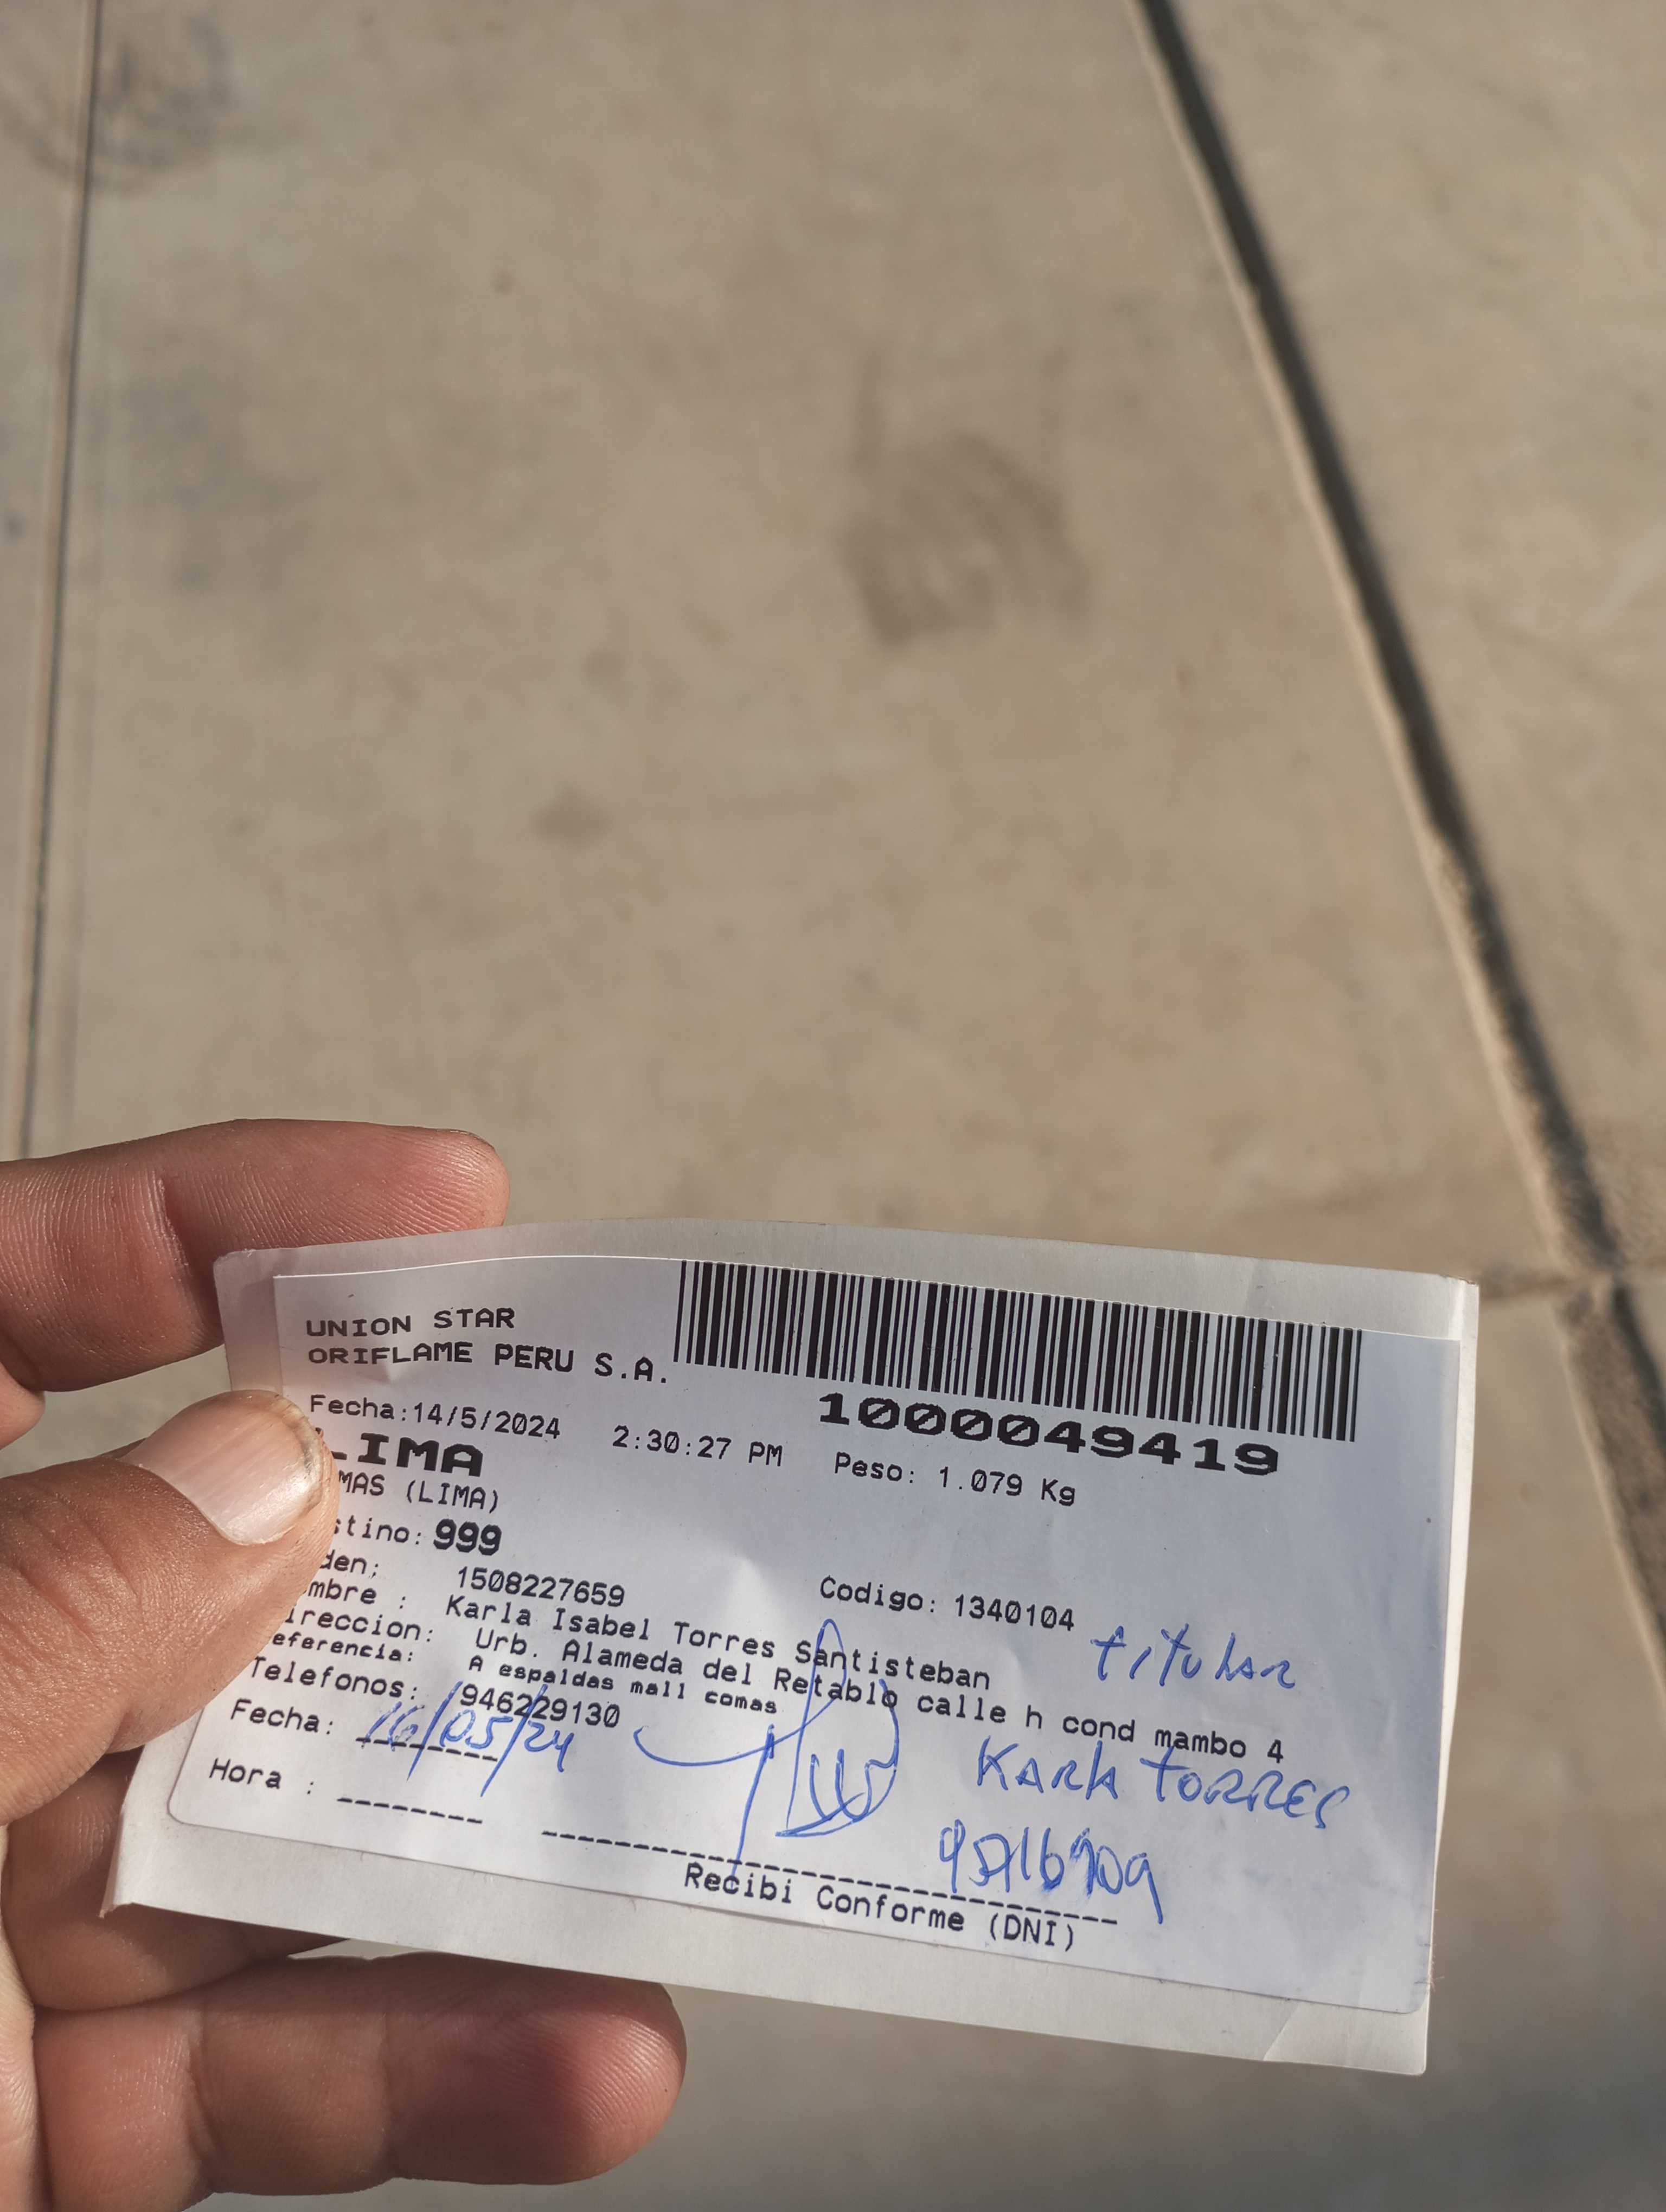 UNION STAR
ORIFLAME PERU S.A.
1000049419
Fecha:14/5/2024 2:30:27 PM Peso: 1.079 Kg
LIMA
MAS (LIMA)
stino: 999
den; 1508227659 Codigo: 1340104
mbre : Karla Isabel Torres Santisteban titular
ireccion: Urb. Alameda del Retablo calle h cond mambo 4
eferencia: A espaldas mall comas
Telefonos: 946229130
Fecha: 16/05/24
Karla TORRES
Hora :
Recibi Conforme (DNI)